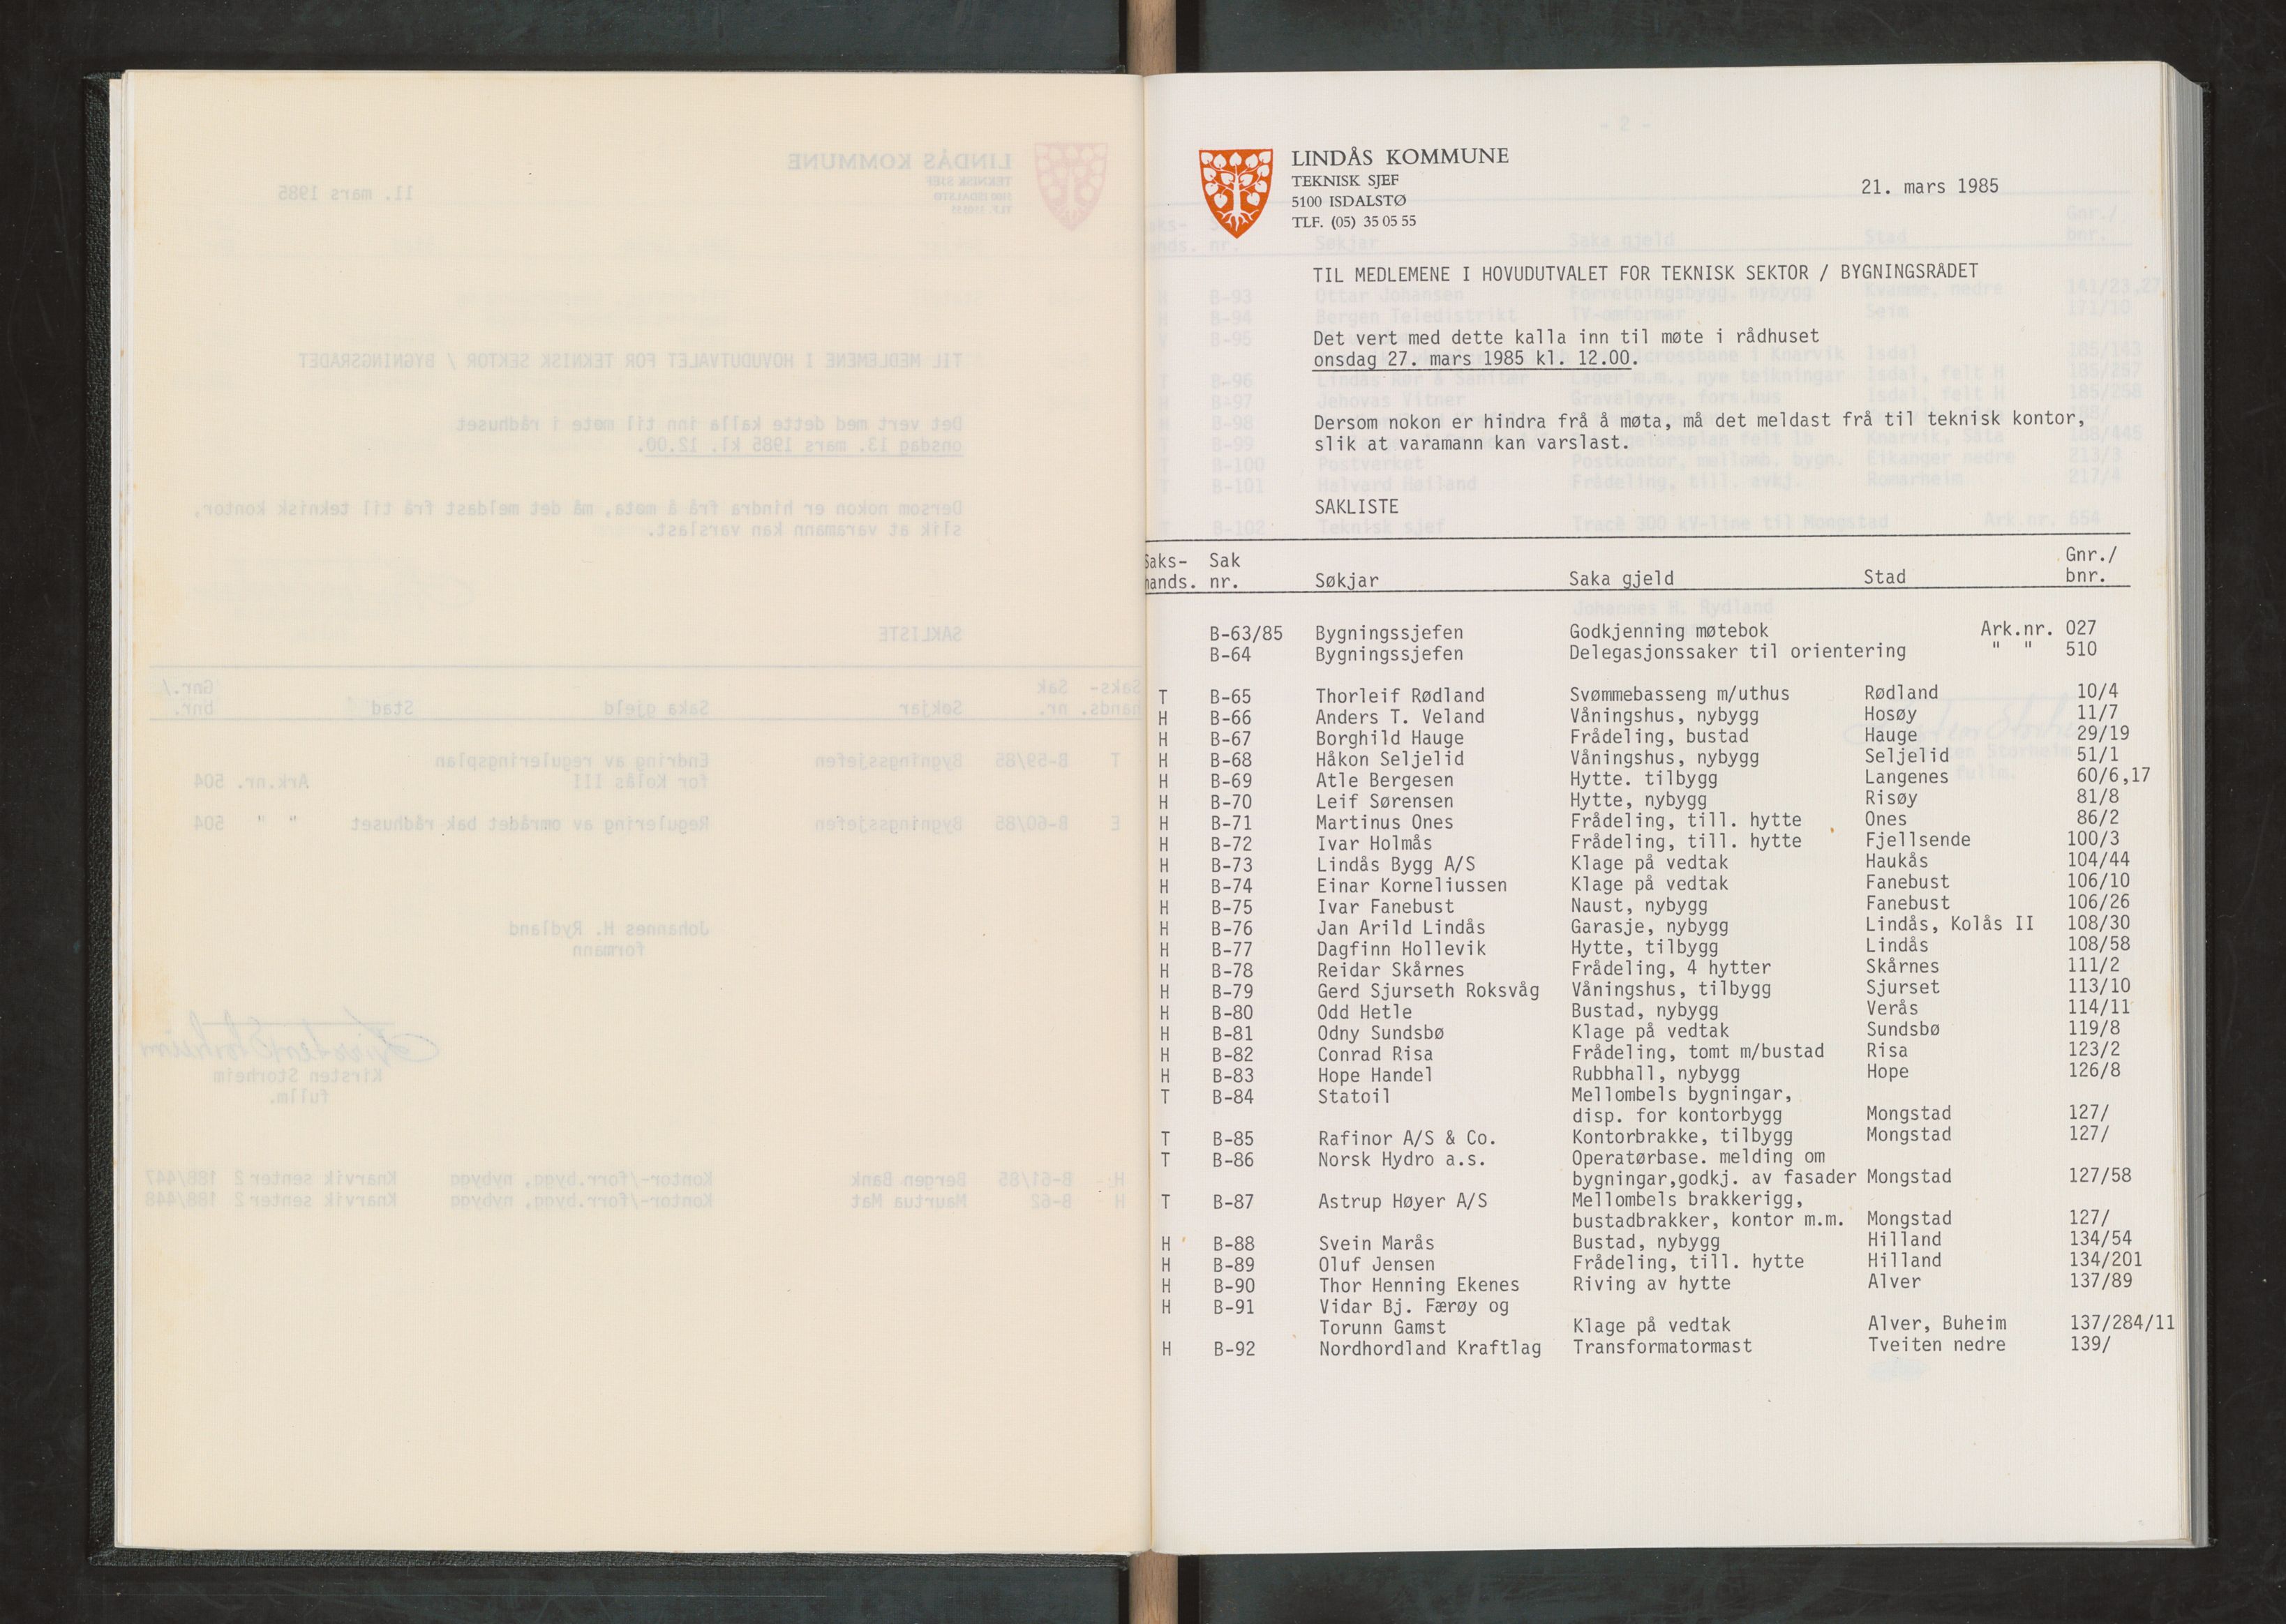 LINDÅS KOMMUNE
TEKNISK SJEF
5100 ISDALSTØ
TLF. (05) 35 05 55
21. mars 1985
TIL MEDLEMENE I HOVUDUTVALET FOR TEKNISK SEKTOR / BYGNINGSRÅDET
Det vert med dette kalla inn til møte i rådhuset
onsdag 27. mars 1985 kl. 12.00.
Dersom nokon er hindra frå å møta, må det meldast frå til teknisk kontor,
slik at varamann kan varslast.
SAKLISTE
Saks- Sak Gnr./
hands. nr. Søkjar Saka gjeld Stad bnr.
B-63/85 Bygningssjefen Godkjenning møtebok Ark.nr. 027
B-64 Bygningssjefen Delegasjonssaker til orientering " " 510
T B-65 Thorleif Rødland Svømmebasseng m/uthus Rødland 10/4
H B-66 Anders T. Veland Våningshus, nybygg Hosøy 11/7
H B-67 Borghild Hauge Frådeling, bustad Hauge 29/19
H B-68 Håkon Seljelid Våningshus, nybygg Seljelid 51/1
H B-69 Atle Bergesen Hytte. tilbygg Langenes 60/6,17
H B-70 Leif Sørensen Hytte, nybygg Risøy 81/8
H B-71 Martinus Ones Frådeling, till. hytte Ones 86/2
H B-72 Ivar Holmås Frådeling, till. hytte Fjellsende 100/3
H B-73 Lindås Bygg A/S Klage på vedtak Haukås 104/44
H B-74 Einar Korneliussen Klage på vedtak Fanebust 106/10
H B-75 Ivar Fanebust Naust, nybygg Fanebust 106/26
H B-76 Jan Arild Lindås Garasje, nybygg Lindås, Kolås II 108/30
H B-77 Dagfinn Hollevik Hytte, tilbygg Lindås 108/58
H B-78 Reidar Skårnes Frådeling, 4 hytter Skårnes 111/2
H B-79 Gerd Sjurseth Roksvåg Våningshus, tilbygg Sjurset 113/10
H B-80 Odd Hetle Bustad, nybygg Verås 114/11
H B-81 Odny Sundsbø Klage på vedtak Sundsbø 119/8
H B-82 Conrad Risa Frådeling, tomt m/bustad Risa 123/2
H B-83 Hope Handel Rubbhall, nybygg Hope 126/8
T B-84 Statoil Mellombels bygningar,
disp. for kontorbygg Mongstad 127/
T B-85 Rafinor A/S & Co. Kontorbrakke, tilbygg Mongstad 127/
T B-86 Norsk Hydro a.s. Operatørbase. melding om
bygningar,godkj. av fasader Mongstad 127/58
T B-87 Astrup Høyer A/S Mellombels brakkerigg,
bustadbrakker, kontor m.m. Mongstad 127/
H B-88 Svein Marås Bustad, nybygg Hilland 134/54
H B-89 Oluf Jensen Frådeling, till. hytte Hilland 134/201
H B-90 Thor Henning Ekenes Riving av hytte Alver 137/89
H B-91 Vidar Bj. Færøy og
Torunn Gamst Klage på vedtak Alver, Buheim 137/284/11
H B-92 Nordhordland Kraftlag Transformatormast Tveiten nedre 139/